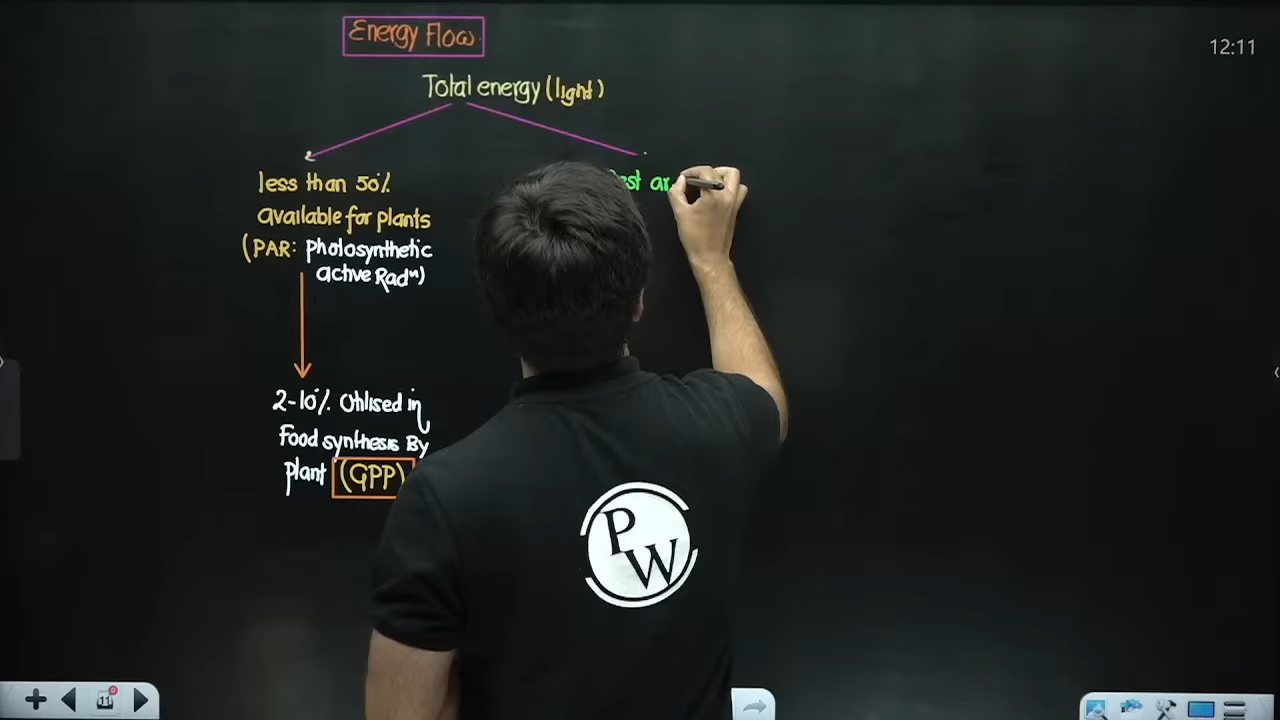 12:11
Energy Flow
Total energy (light)
less than 50%
available for plants
(PAR: photosynthetic
active Radⁿ)
2-10% Utilised in
Food synthesis By
plant (GPP)
PW
11